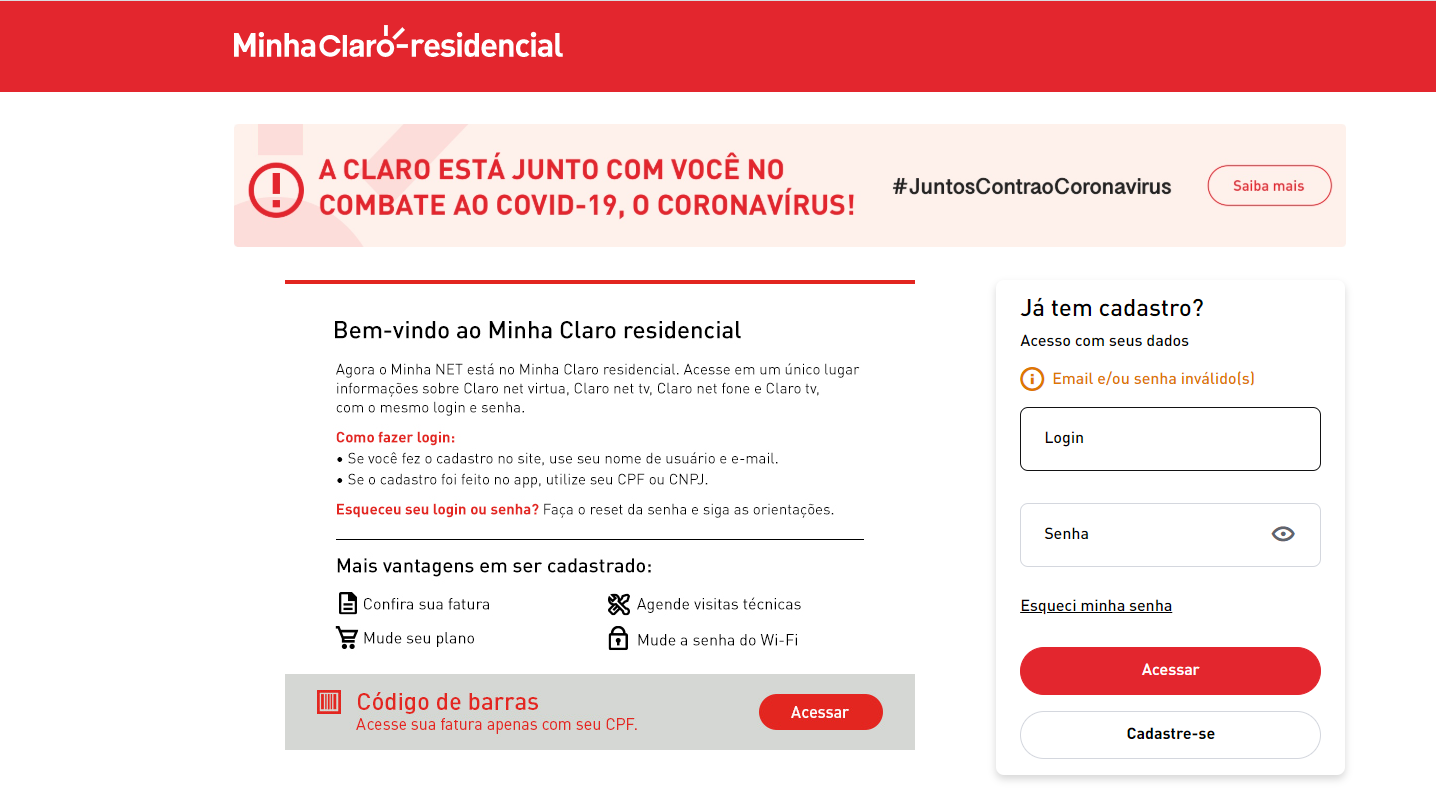 Minha Claro-residencial
A CLARO ESTÁ JUNTO COM VOCÊ NO
COMBATE AO COVID-19, O CORONAVÍRUS!
#JuntosContraoCoronavirus
Saiba mais
Bem-vindo ao Minha Claro residencial
Agora o Minha NET está no Minha Claro residencial. Acesse em um único lugar
informações sobre Claro net virtua, Claro net tv, Claro net fone e Claro tv,
com o mesmo login e senha.
Como fazer login:
• Se você fez o cadastro no site, use seu nome de usuário e e-mail.
• Se o cadastro foi feito no app, utilize seu CPF ou CNPJ.
Esqueceu seu login ou senha? Faça o reset da senha e siga as orientações.
Mais vantagens em ser cadastrado:
Confira sua fatura
Agende visitas técnicas
Mude seu plano
Mude a senha do Wi-Fi
Código de barras
Acesse sua fatura apenas com seu CPF.
Acessar
Já tem cadastro?
Acesso com seus dados
Email e/ou senha inválido(s)
Login
Senha
Esqueci minha senha
Acessar
Cadastre-se